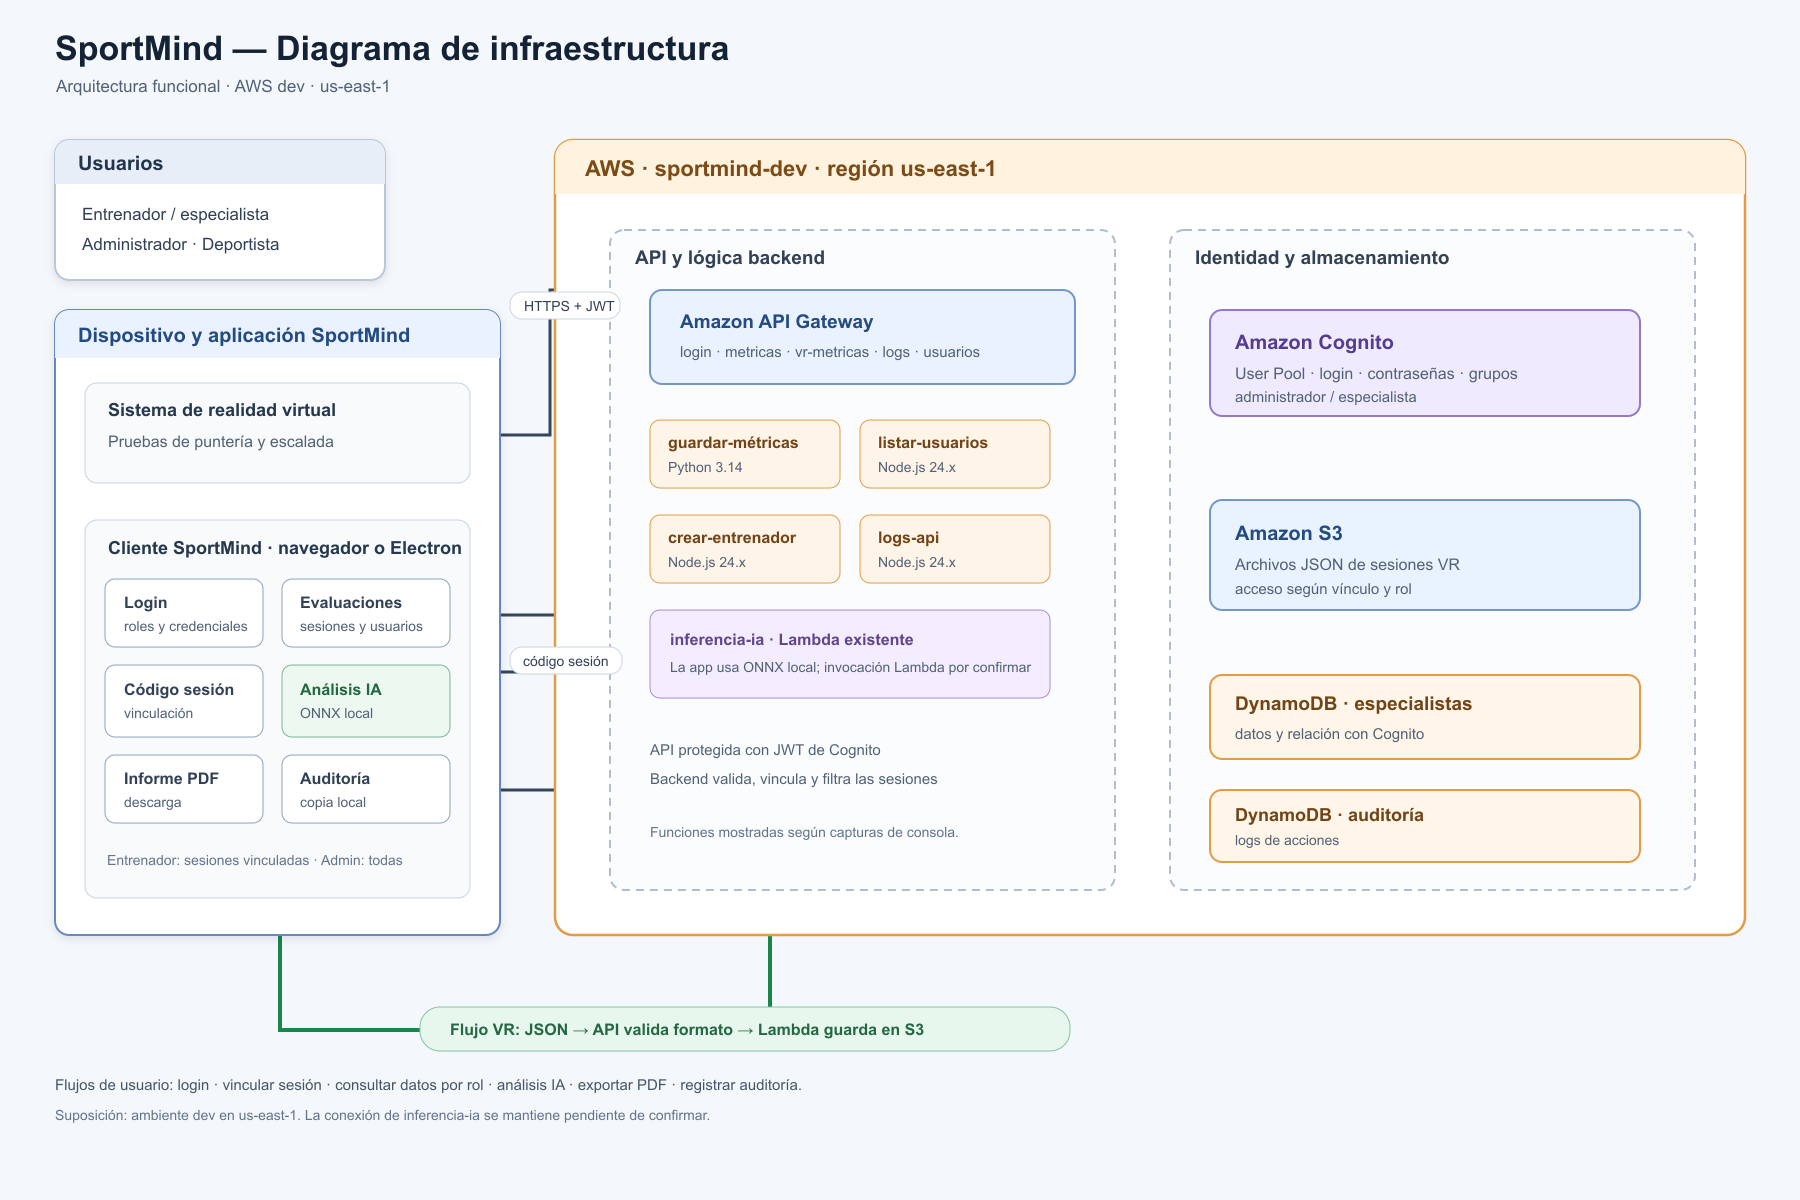 SportMind — Diagrama de infraestructura
Arquitectura funcional · AWS dev · us-east-1
Usuarios
Entrenador / especialista
Administrador · Deportista
Dispositivo y aplicación SportMind
Sistema de realidad virtual
Pruebas de puntería y escalada
Cliente SportMind · navegador o Electron
Login
roles y credenciales
Evaluaciones
sesiones y usuarios
Código sesión
vinculación
Análisis IA
ONNX local
Informe PDF
descarga
Auditoría
copia local
Entrenador: sesiones vinculadas · Admin: todas
HTTPS + JWT
código sesión
AWS · sportmind-dev · región us-east-1
API y lógica backend
Amazon API Gateway
login · metricas · vr-metricas · logs · usuarios
guardar-métricas
Python 3.14
listar-usuarios
Node.js 24.x
crear-entrenador
Node.js 24.x
logs-api
Node.js 24.x
inferencia-ia · Lambda existente
La app usa ONNX local; invocación Lambda por confirmar
API protegida con JWT de Cognito
Backend valida, vincula y filtra las sesiones
Funciones mostradas según capturas de consola.
Identidad y almacenamiento
Amazon Cognito
User Pool · login · contraseñas · grupos
administrador / especialista
Amazon S3
Archivos JSON de sesiones VR
acceso según vínculo y rol
DynamoDB · especialistas
datos y relación con Cognito
DynamoDB · auditoría
logs de acciones
Flujo VR: JSON → API valida formato → Lambda guarda en S3
Flujos de usuario: login · vincular sesión · consultar datos por rol · análisis IA · exportar PDF · registrar auditoría.
Suposición: ambiente dev en us-east-1. La conexión de inferencia-ia se mantiene pendiente de confirmar.